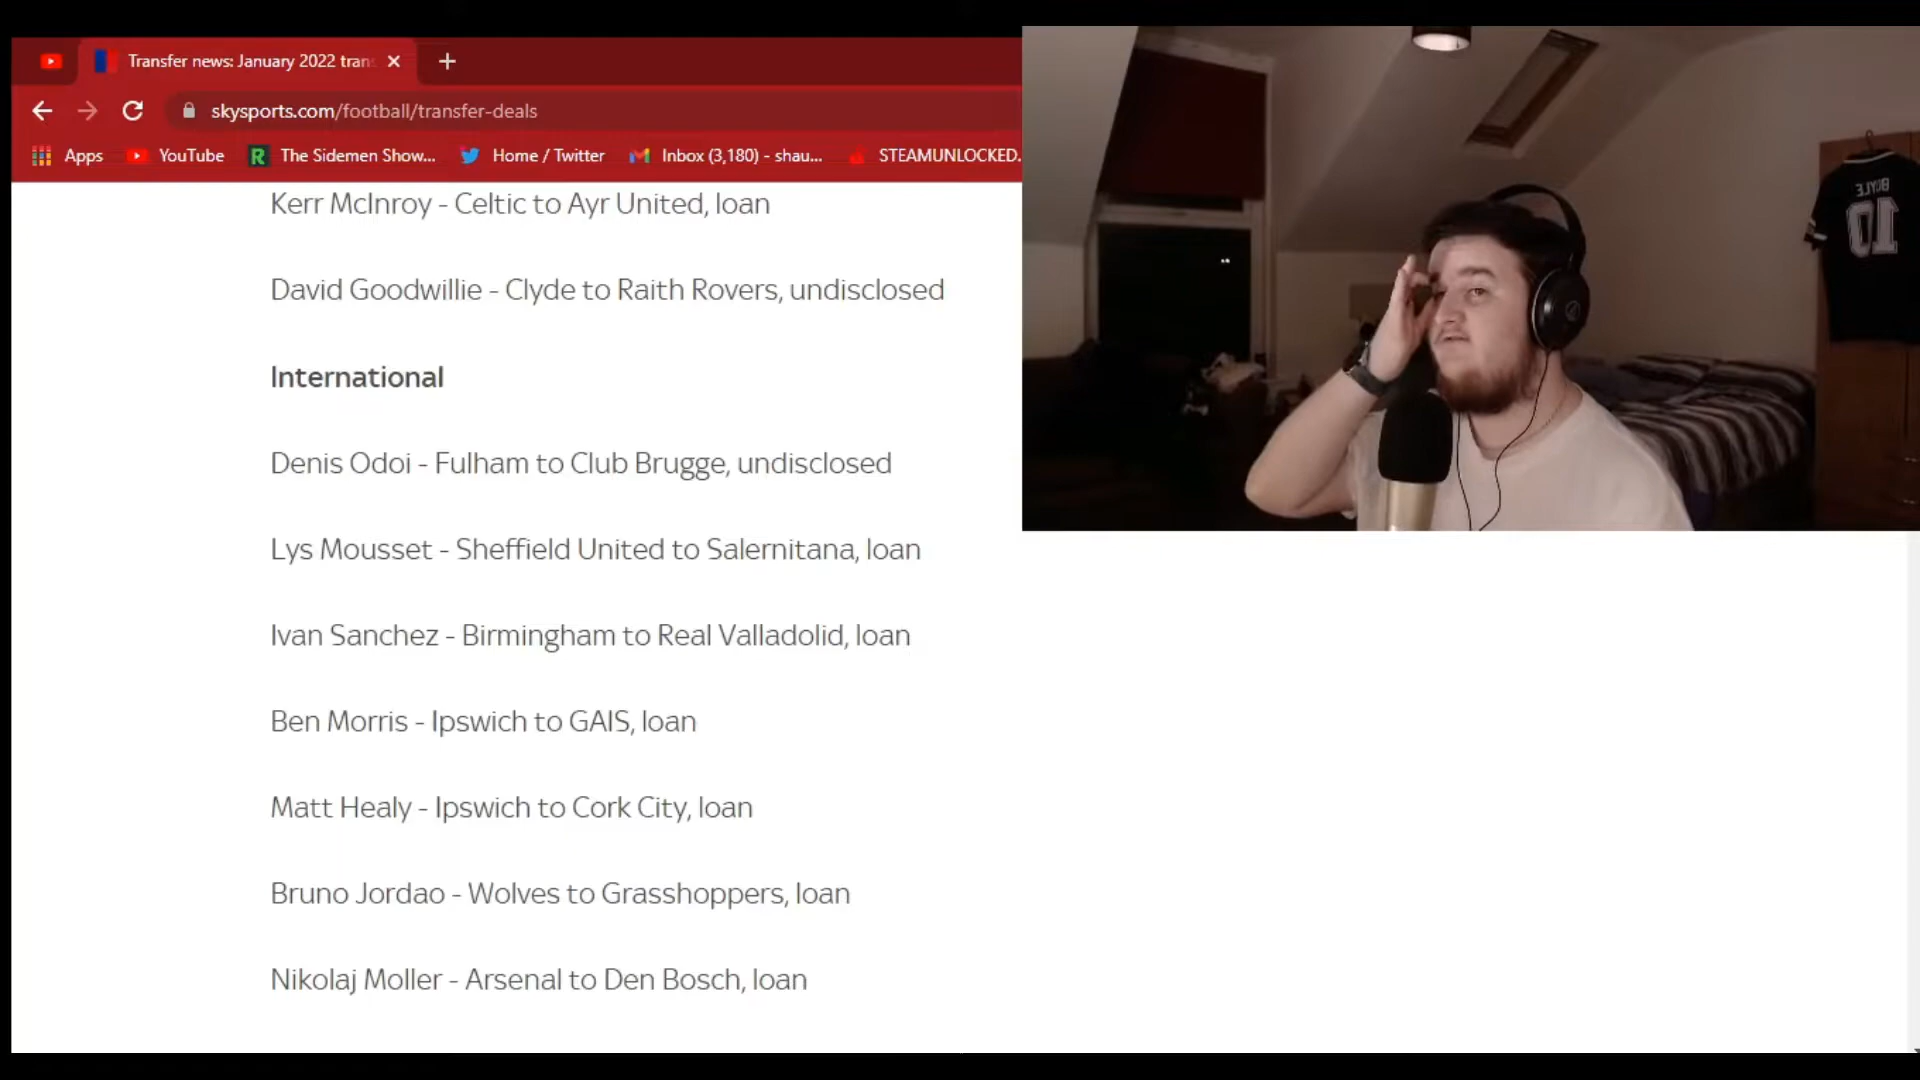 Transfer news: January 2022 tran
skysports.com/football/transfer-deals
Apps
YouTube
The Sidemen Show...
Home / Twitter
Inbox (3,180) - shau...
STEAMUNLOCKED.
Kerr McInroy - Celtic to Ayr United, loan
David Goodwillie - Clyde to Raith Rovers, undisclosed
International
Denis Odoi - Fulham to Club Brugge, undisclosed
Lys Mousset - Sheffield United to Salernitana, loan
Ivan Sanchez - Birmingham to Real Valladolid, loan
Ben Morris - Ipswich to GAIS, loan
Matt Healy - Ipswich to Cork City, loan
Bruno Jordao - Wolves to Grasshoppers, loan
Nikolaj Moller - Arsenal to Den Bosch, loan
BOYLE
10